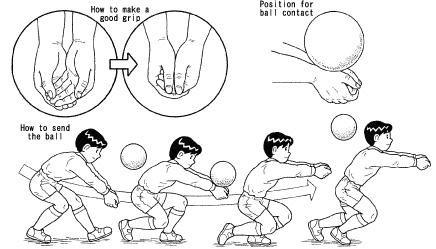 How to make a
good grip
Position for
ball contact
How to send
the ball